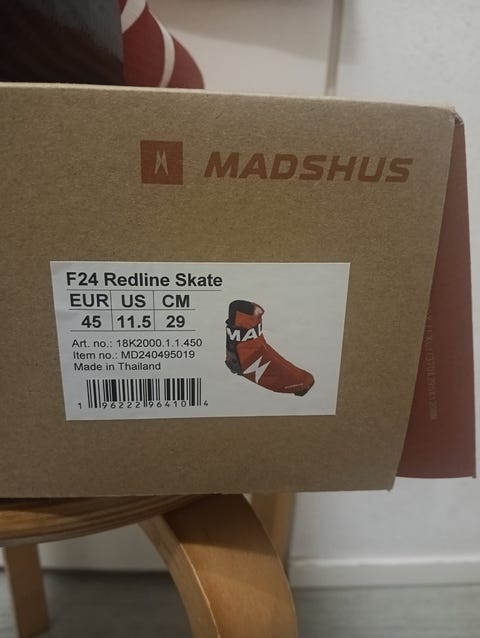 MADSHUS
F24 Redline Skate
EUR US CM
45 11.5 29
Art. no.: 18K2000.1.1.450
Item no.: MD240495019
Made in Thailand
1 96222 96410 4